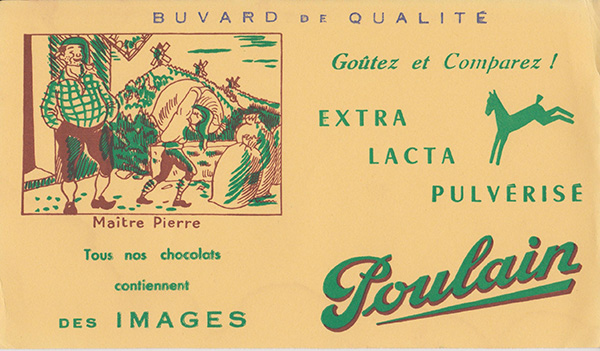 BUVARD DE QUALITÉ
Maître Pierre
Tous nos chocolats
contiennent
DES IMAGES
Goûtez et Comparez !
EXTRA
LACTA
PULVÉRISÉ
Poulain